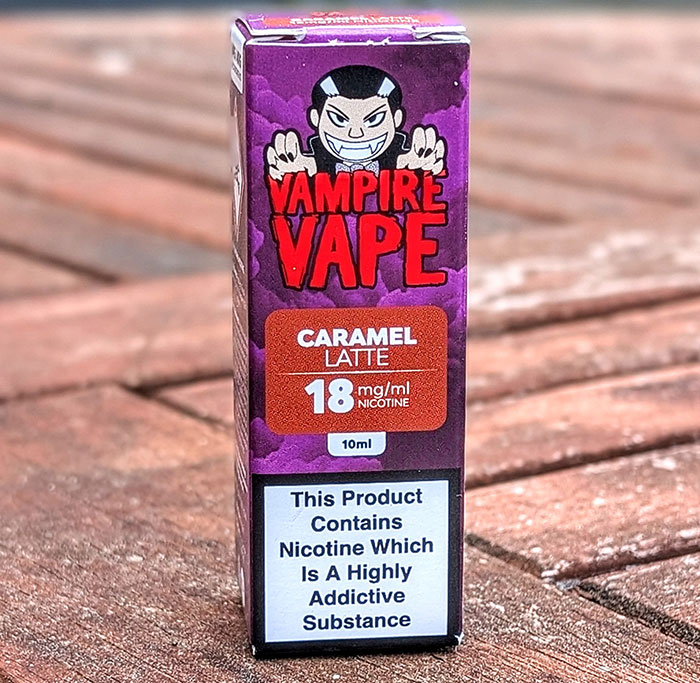 VAMPIRE
VAPE
CARAMEL
LATTE
18 mg/ml
NICOTINE
10ml
This Product
Contains
Nicotine Which
Is A Highly
Addictive
Substance